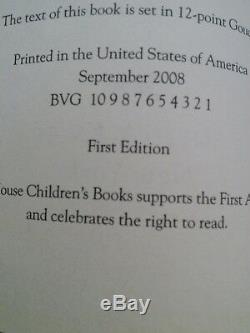 The text of this book is set in 12-point
Printed in the United States of America
September 2008
BVG 10 9 8 7 6 5 4 3 2 1
First Edition
Children's Books supports the First
and celebrates the right to read.
WorthPoint